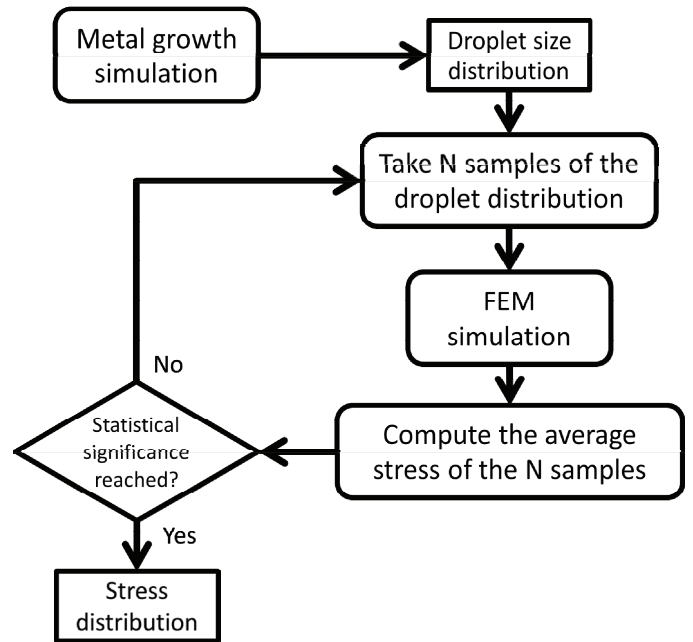 Metal growth
simulation
Droplet size
distribution
Take N samples of the
droplet distribution
FEM
simulation
Compute the average
stress of the N samples
Statistical
significance
reached?
No
Yes
Stress
distribution